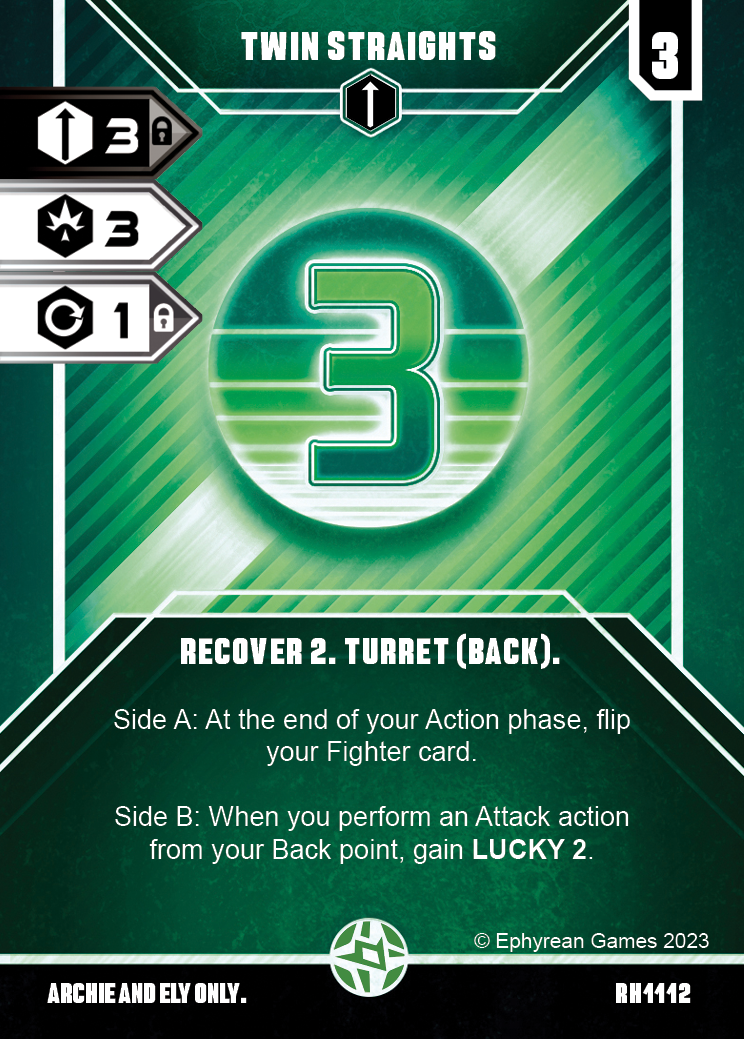 TWIN STRAIGHTS
3
3
3
1
3
RECOVER 2. TURRET (BACK).
Side A: At the end of your Action phase, flip
your Fighter card.
Side B: When you perform an Attack action
from your Back point, gain LUCKY 2.
© Ephyrean Games 2023
ARCHIE AND ELY ONLY.
RH1112